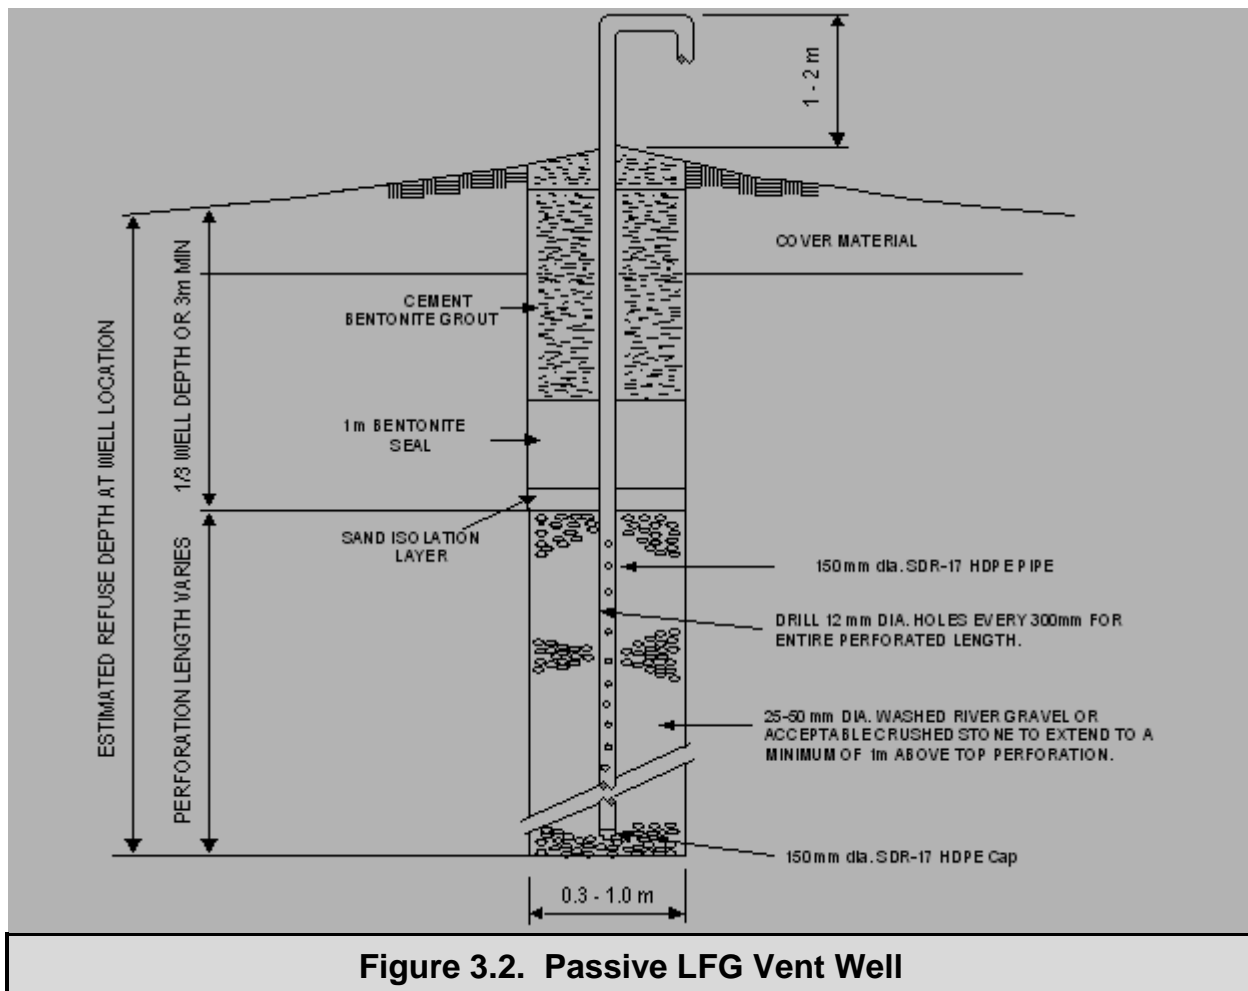 1 - 2 m
COVER MATERIAL
CEMENT
BENTONITE GROUT
1m BENTONITE
SEAL
SAND ISOLATION
LAYER
ESTIMATED REFUSE DEPTH AT WELL LOCATION
1/3 WELL DEPTH OR 3m MIN
PERFORATION LENGTH VARIES
150mm dia. SDR-17 HDPE PIPE
DRILL 12 mm DIA. HOLES EVERY 300mm FOR
ENTIRE PERFORATED LENGTH.
25-50 mm DIA. WASHED RIVER GRAVEL OR
ACCEPTABLE CRUSHED STONE TO EXTEND TO A
MINIMUM OF 1m ABOVE TOP PERFORATION.
150mm dia. SDR-17 HDPE Cap
0.3 - 1.0 m
Figure 3.2. Passive LFG Vent Well